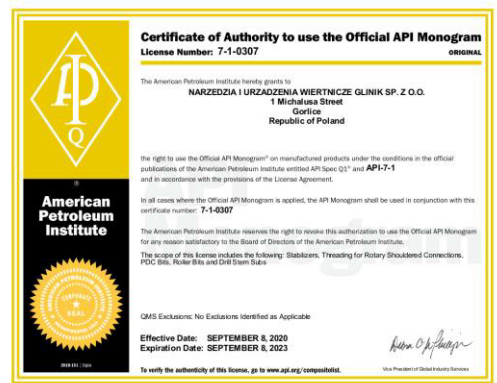 Certificate of Authority to use the Official API Monogram
License Number: 7-1-0307
ORIGINAL
The American Petroleum Institute hereby grants to
NARZEDZIA I URZADZENIA WIERTNICZE GLINIK SP. Z O.O.
1 Michalusa Street
Gorlice
Republic of Poland
the right to use the Official API Monogram® on manufactured products under the conditions in the official
publications of the American Petroleum Institute entitled API Spec Q1® and API-7-1
and in accordance with the provisions of the License Agreement.
API
Q
®
American
Petroleum
Institute
In all cases where the Official API Monogram is applied, the API Monogram shall be used in conjunction with this
certificate number: 7-1-0307
The American Petroleum Institute reserves the right to revoke this authorization to use the Official API Monogram
for any reason satisfactory to the Board of Directors of the American Petroleum Institute.
The scope of this license includes the following: Stabilizers, Threading for Rotary Shouldered Connections,
PDC Bits, Roller Bits and Drill Stem Subs
AMERICAN PETROLEUM INSTITUTE
CORPORATE
SEAL
QMS Exclusions: No Exclusions Identified as Applicable
Effective Date: SEPTEMBER 8, 2020
Expiration Date: SEPTEMBER 8, 2023
To verify the authenticity of this license, go to www.api.org/compositelist.
Vice President of Global Industry Services